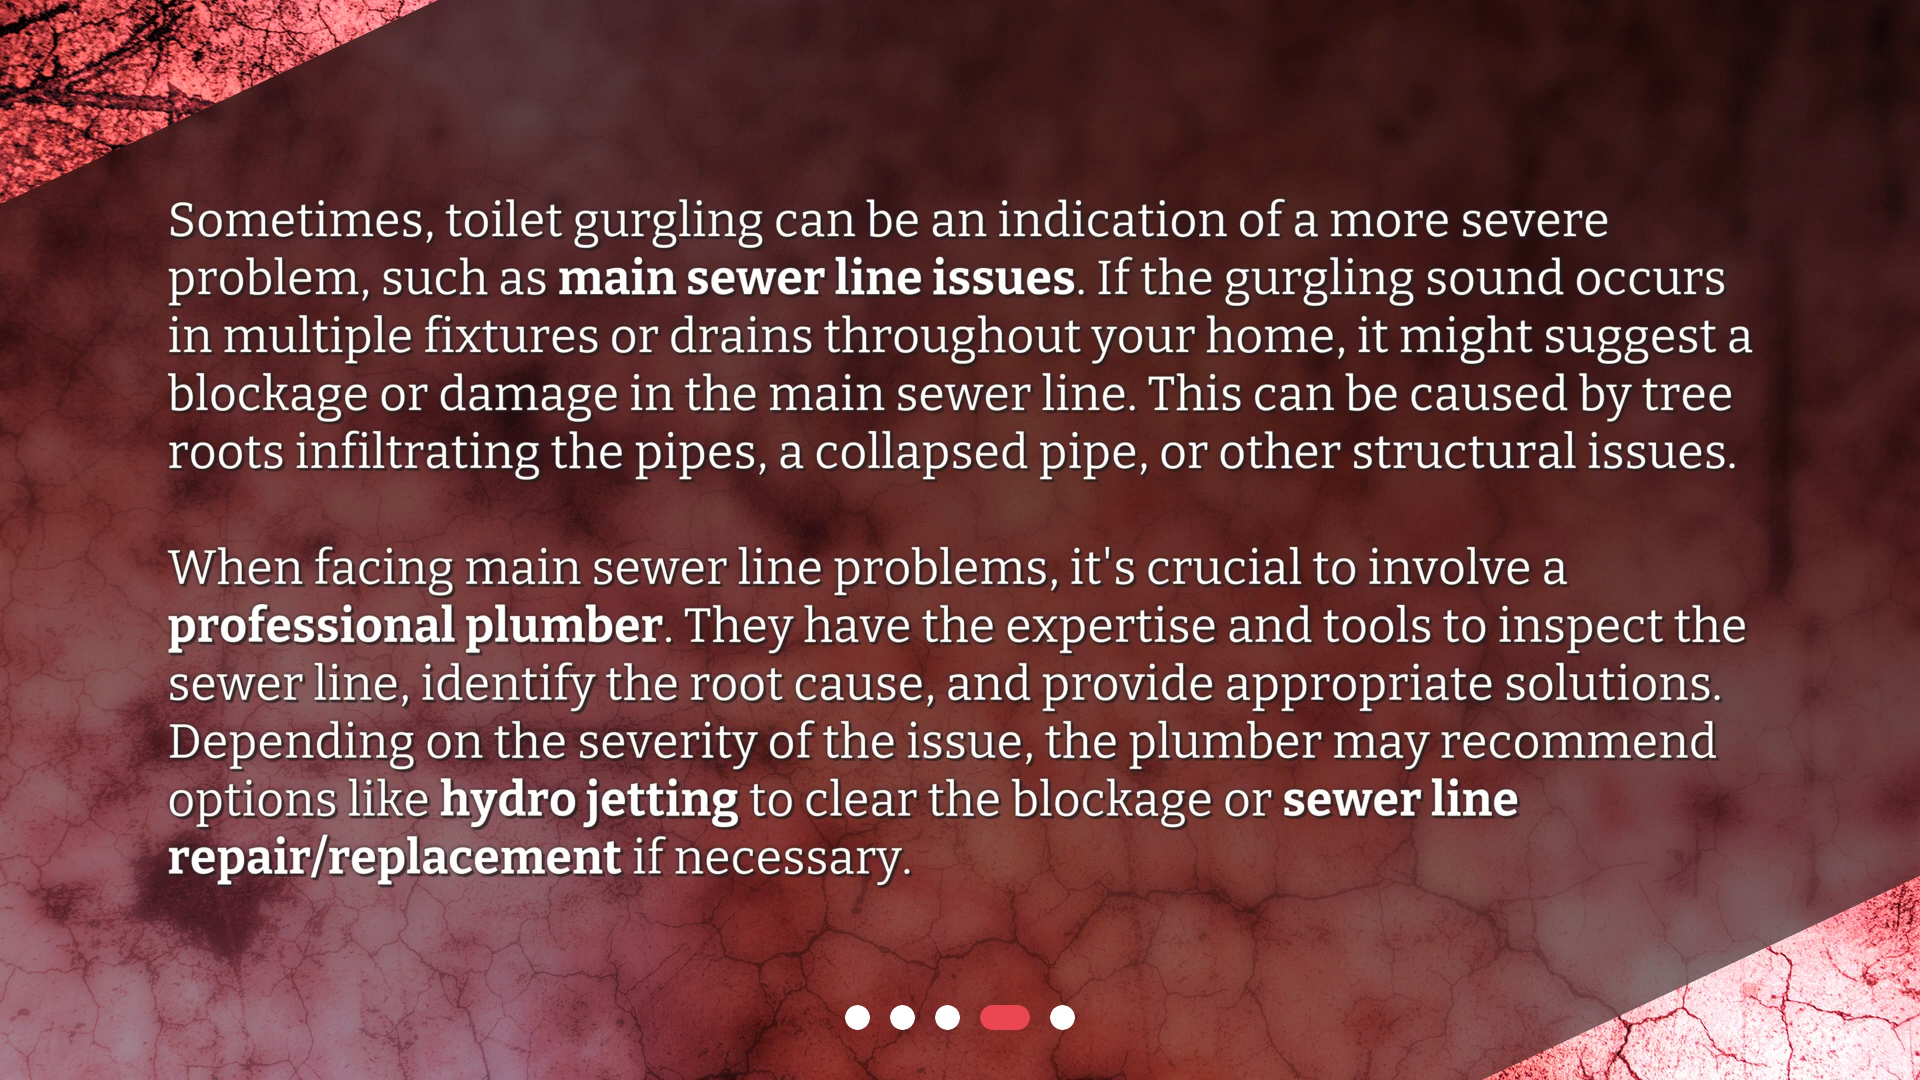 Sometimes, toilet gurgling can be an indication of a more severe
problem, such as main sewer line issues. If the gurgling sound occurs
in multiple fixtures or drains throughout your home, it might suggest a
blockage or damage in the main sewer line. This can be caused by tree
roots infiltrating the pipes, a collapsed pipe, or other structural issues.
When facing main sewer line problems, it's crucial to involve a
professional plumber. They have the expertise and tools to inspect the
sewer line, identify the root cause, and provide appropriate solutions.
Depending on the severity of the issue, the plumber may recommend
options like hydro jetting to clear the blockage or sewer line
repair/replacement if necessary.